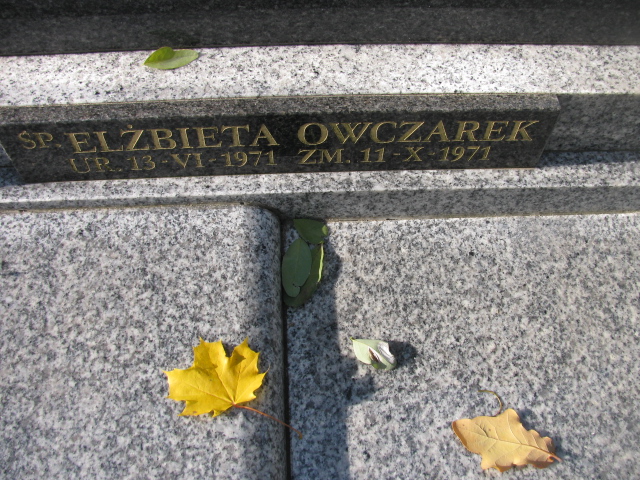 ŚP. ELŻBIETA OWCZAREK
UR. 13-VI-1971 ZM. 11-X-1971